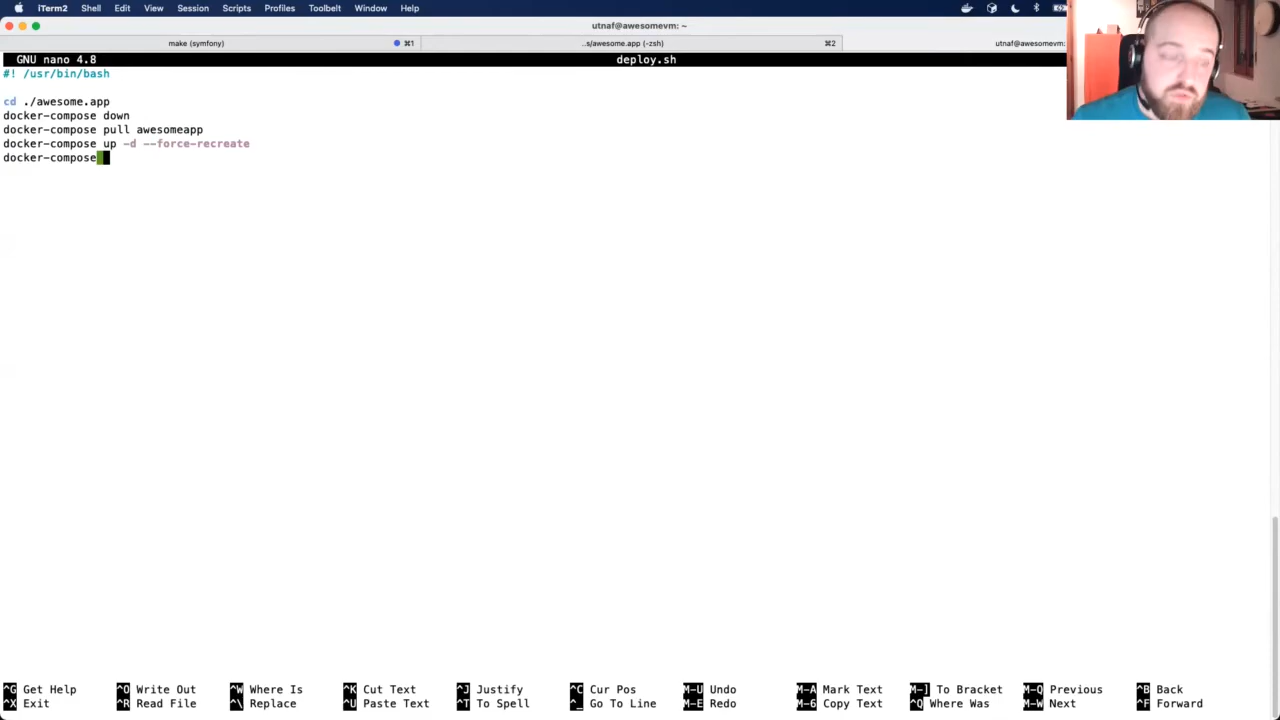 iTerm2 Shell Edit View Session Scripts Profiles Toolbelt Window Help
utnaf@awesomevm: ~
make (symfony) ⌘1 ..s/awesome.app (-zsh) ⌘2 utnaf@awesomevm:
GNU nano 4.8 deploy.sh
#! /usr/bin/bash
cd ./awesome.app
docker-compose down
docker-compose pull awesomeapp
docker-compose up -d --force-recreate
docker-compose
^G Get Help ^O Write Out ^W Where Is ^K Cut Text ^J Justify ^C Cur Pos M-U Undo M-A Mark Text M-] To Bracket M-Q Previous ^B Back
^X Exit ^R Read File ^\ Replace ^U Paste Text ^T To Spell ^_ Go To Line M-E Redo M-6 Copy Text ^Q Where Was M-W Next ^F Forward